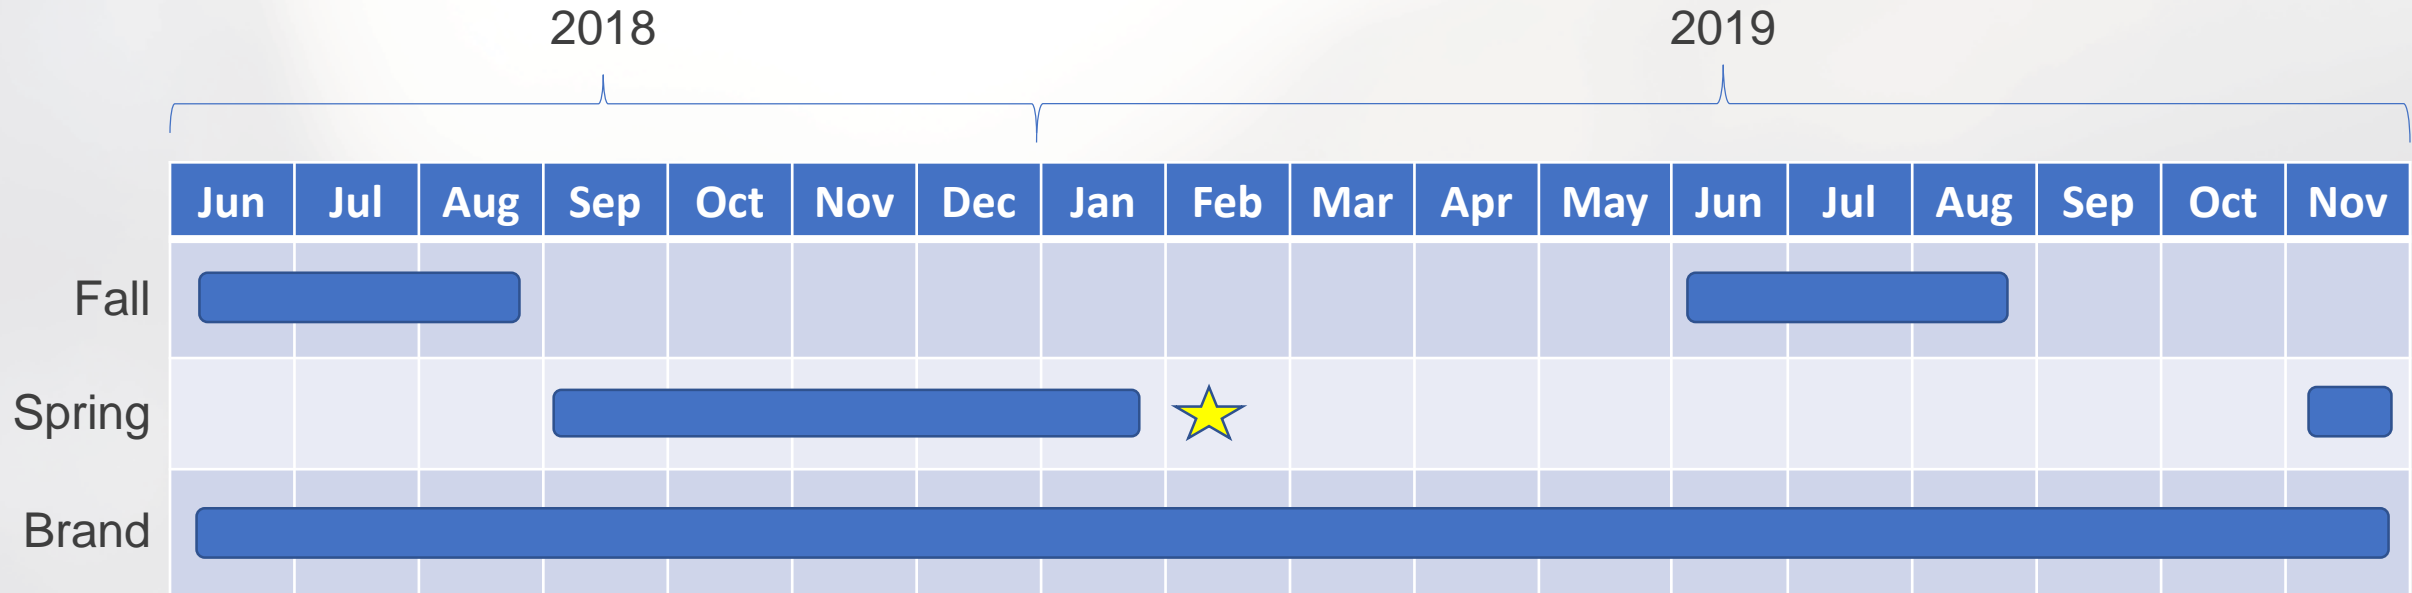 2018 2019
Jun Jul Aug Sep Oct Nov Dec Jan Feb Mar Apr May Jun Jul Aug Sep Oct Nov
Fall
Spring
Brand